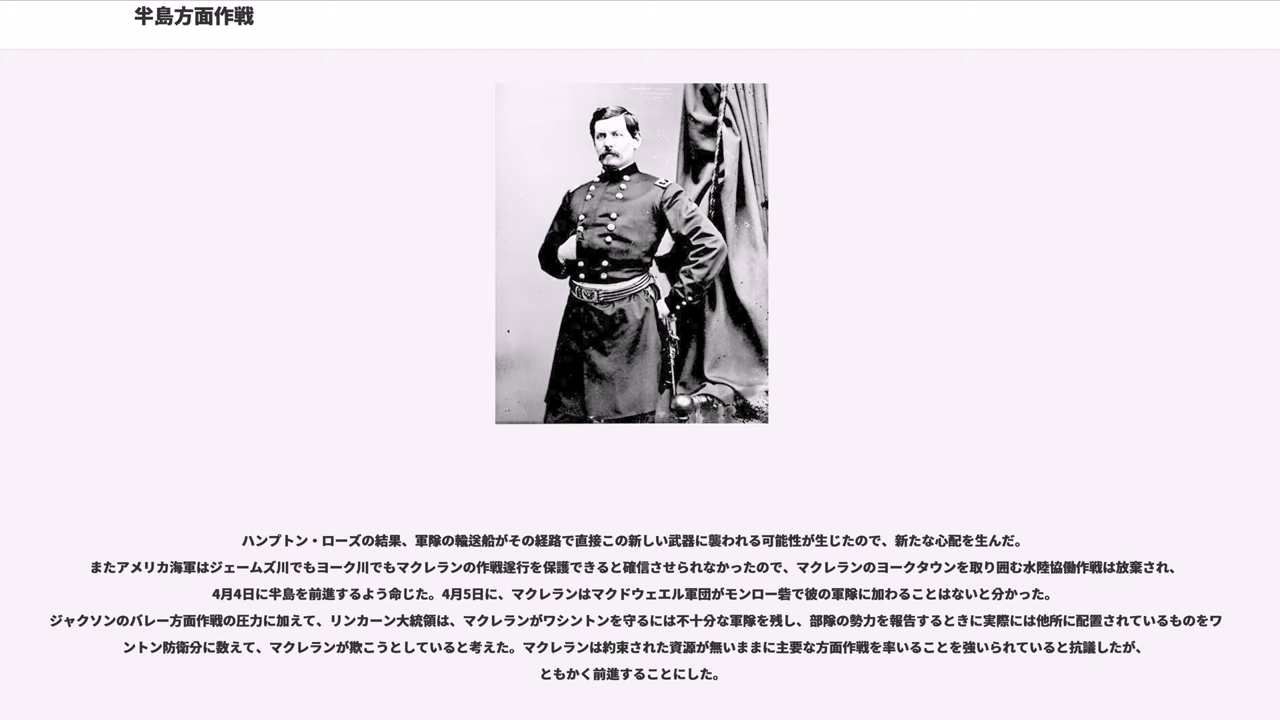 半島方面作戦
ハンプトン・ローズの結果、軍隊の輸送船がその経路で直接この新しい武器に襲われる可能性が生じたので、新たな心配を生んだ。
またアメリカ海軍はジェームズ川でもヨーク川でもマクレランの作戦遂行を保護できると確信させられなかったので、マクレランのヨークタウンを取り囲む水陸協働作戦は放棄され、
4月4日に半島を前進するよう命じた。4月5日に、マクレランはマクドウェエル軍団がモンロー砦で彼の軍隊に加わることはないと分かった。
ジャクソンのバレー方面作戦の圧力に加えて、リンカーン大統領は、マクレランがワシントンを守るには不十分な軍隊を残し、部隊の勢力を報告するときに実際には他所に配置されているものをワ
ントン防衛分に数えて、マクレランが欺こうとしていると考えた。マクレランは約束された資源が無いままに主要な方面作戦を率いることを強いられていると抗議したが、
ともかく前進することにした。